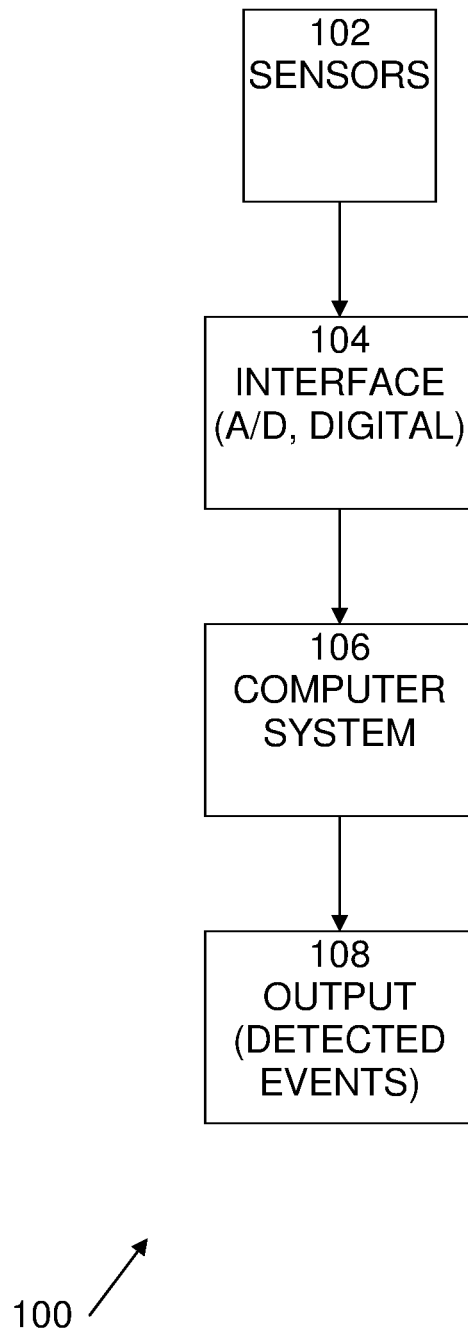 102
SENSORS
104
INTERFACE
(A/D, DIGITAL)
106
COMPUTER
SYSTEM
108
OUTPUT
(DETECTED
EVENTS)
100